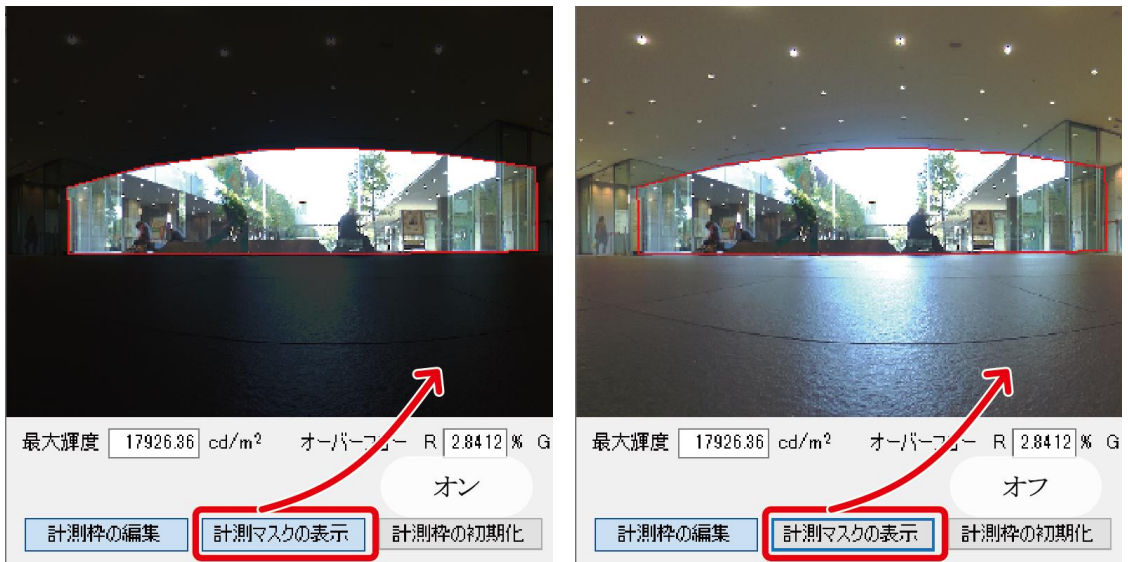 最大輝度 17926.36 cd/m² オーバーフロー R 2.8412 % G
オン
計測枠の編集 計測マスクの表示 計測枠の初期化
最大輝度 17926.36 cd/m² オーバーフロー R 2.8412 % G
オフ
計測枠の編集 計測マスクの表示 計測枠の初期化